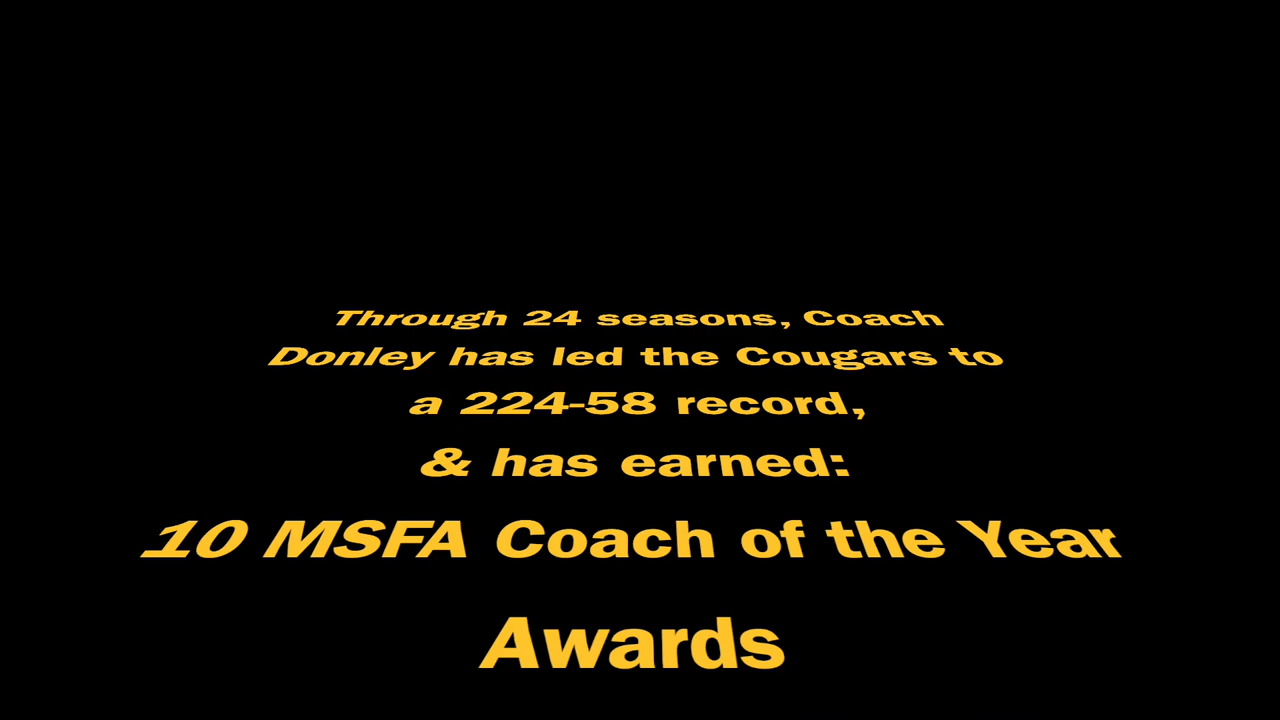 Through 24 seasons, Coach
Donley has led the Cougars to
a 224-58 record,
& has earned:
10 MSFA Coach of the Year
Awards